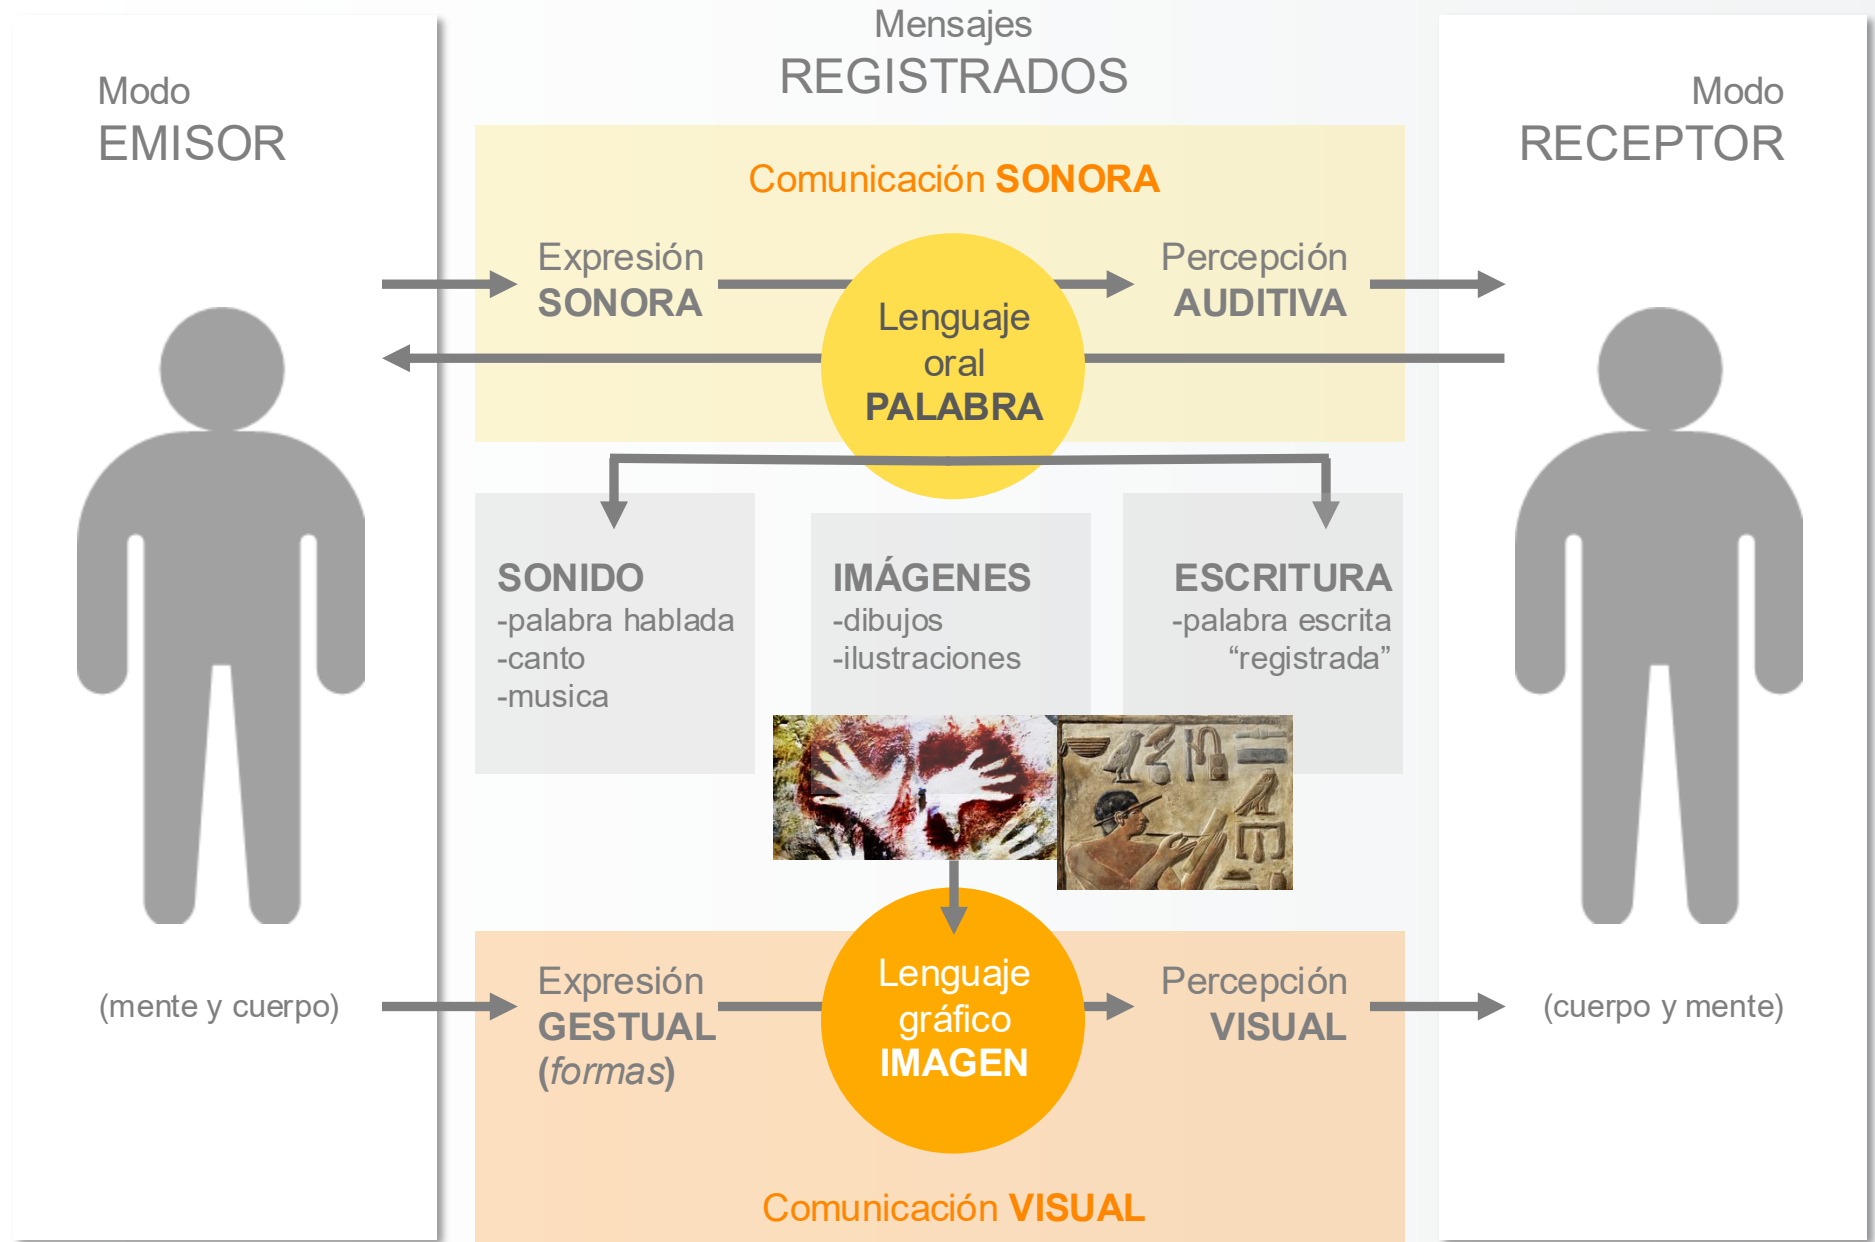 Mensajes
REGISTRADOS
Modo
EMISOR
Modo
RECEPTOR
Comunicación SONORA
Expresión
SONORA
Lenguaje
oral
PALABRA
Percepción
AUDITIVA
SONIDO
-palabra hablada
-canto
-musica
IMÁGENES
-dibujos
-ilustraciones
ESCRITURA
-palabra escrita
“registrada”
(mente y cuerpo)
Expresión
GESTUAL
(formas)
Lenguaje
gráfico
IMAGEN
Percepción
VISUAL
(cuerpo y mente)
Comunicación VISUAL